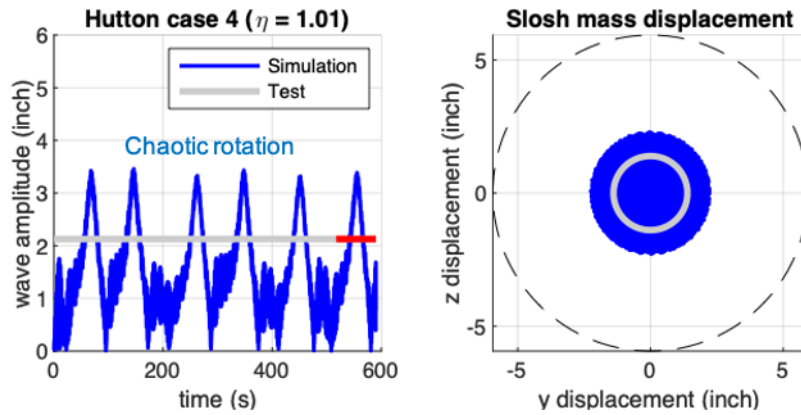 Hutton case 4 (η = 1.01)
wave amplitude (inch)
6
5
4
3
2
1
0
Simulation
Test
Chaotic rotation
0
200
400
600
time (s)
Slosh mass displacement
z displacement (inch)
5
0
-5
-5
0
5
y displacement (inch)